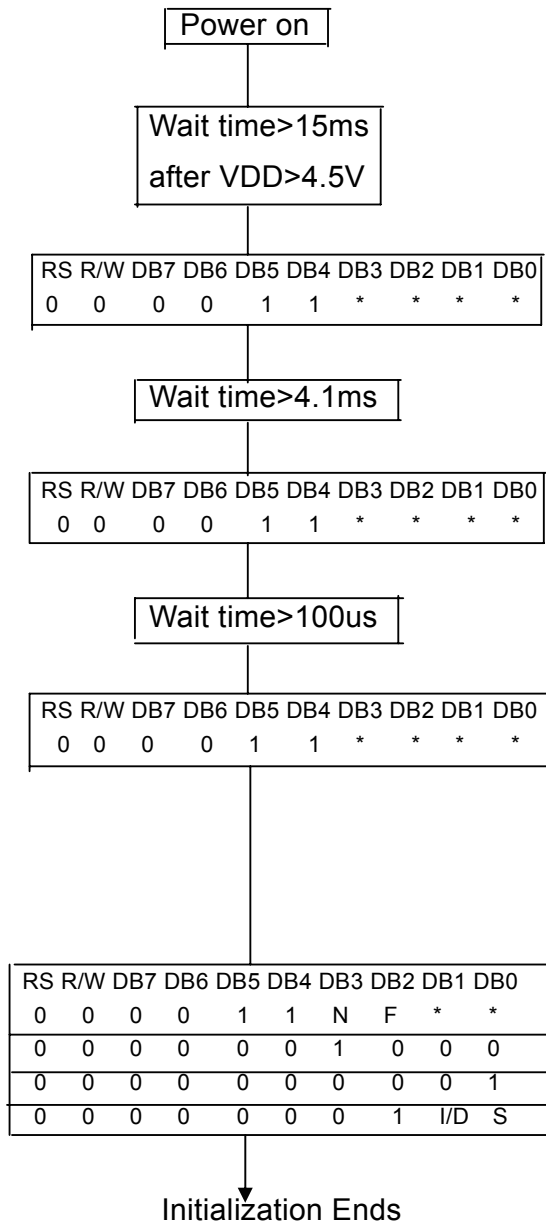 Power on
Wait time>15ms
after VDD>4.5V
RS R/W DB7 DB6 DB5 DB4 DB3 DB2 DB1 DB0
0 0 0 0 1 1 * * * *
Wait time>4.1ms
RS R/W DB7 DB6 DB5 DB4 DB3 DB2 DB1 DB0
0 0 0 0 1 1 * * * *
Wait time>100us
RS R/W DB7 DB6 DB5 DB4 DB3 DB2 DB1 DB0
0 0 0 0 1 1 * * * *
RS R/W DB7 DB6 DB5 DB4 DB3 DB2 DB1 DB0
0 0 0 0 1 1 N F * *
0 0 0 0 0 0 1 0 0 0
0 0 0 0 0 0 0 0 0 1
0 0 0 0 0 0 0 1 I/D S
Initialization Ends